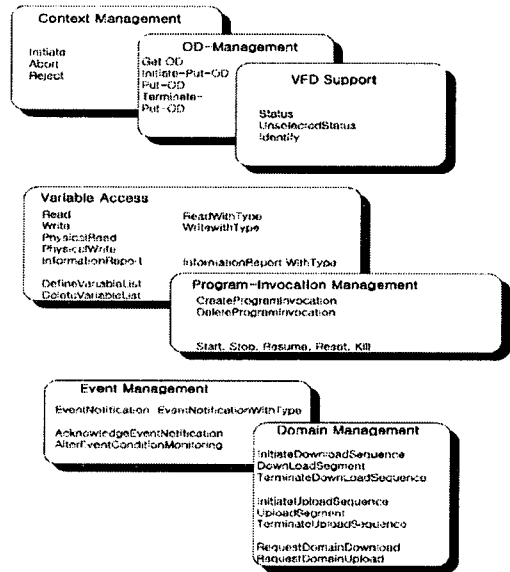 Context Management
Initiate
Abort
Reject
OD-Management
Get OD
Initiate-Put-OD
Put-OD
Terminate-
Put-OD
VFD Support
Status
UnselectedStatus
Identify
Variable Access
Read ReadWithType
Write WritewithType
PhysicalRead
PhysicalWrite
InformationReport InformationReport WithType
DefineVariableList
DeleteVariableList
Program-Invocation Management
CreateProgramInvocation
DeleteProgramInvocation
Start, Stop, Resume, Reset, Kill
Event Management
EventNotification EventNotificationWithType
AcknowledgeEventNotification
AlterEventConditionMonitoring
Domain Management
InitiateDownloadSequence
DownLoadSegment
TerminateDownLoadSequence
InitiateUploadSequence
UploadSegment
TerminateUploadSequence
RequestDomainDownload
RequestDomainUpload